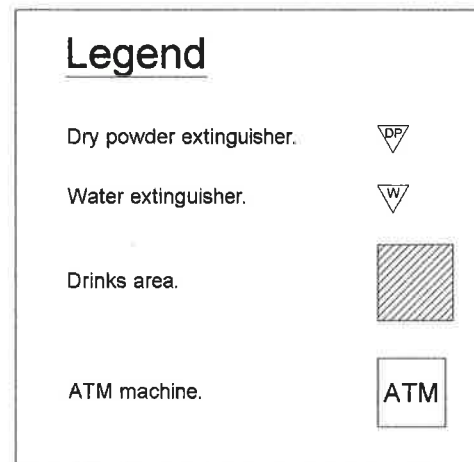 Legend
Dry powder extinguisher. DP
Water extinguisher. W
Drinks area.
ATM machine. ATM